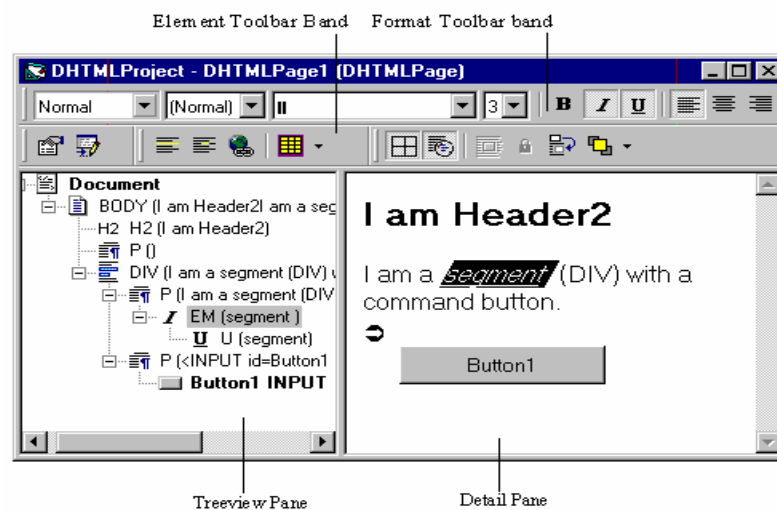 Element Toolbar Band Format Toolbar band
DHTMLProject - DHTMLPage1 (DHTMLPage)
Normal (Normal) 3 B I U
Document
BODY (I am Header2I am a seg
H2 H2 (I am Header2)
P ()
DIV (I am a segment (DIV) w
P (I am a segment (DIV
I EM (segment )
U U (segment)
P (<INPUT id=Button1
Button1 INPUT
I am Header2
I am a segment (DIV) with a
command button.
Button1
Treeview Pane Detail Pane